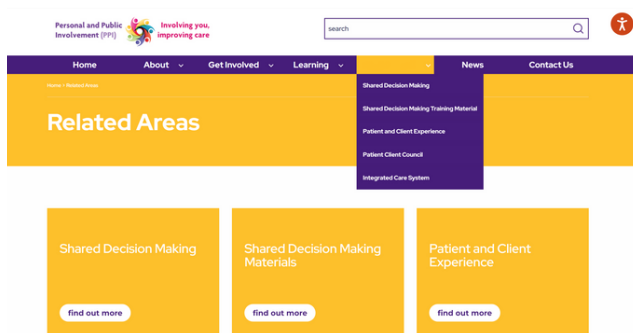 Personal and Public
Involvement (PPI)
Involving you,
improving care
search
Home
About
Get Involved
Learning
News
Contact Us
Home > Related Areas
Shared Decision Making
Shared Decision Making Training Material
Patient and Client Experience
Patient Client Council
Integrated Care System
Related Areas
Shared Decision Making
Shared Decision Making
Materials
Patient and Client
Experience
find out more
find out more
find out more